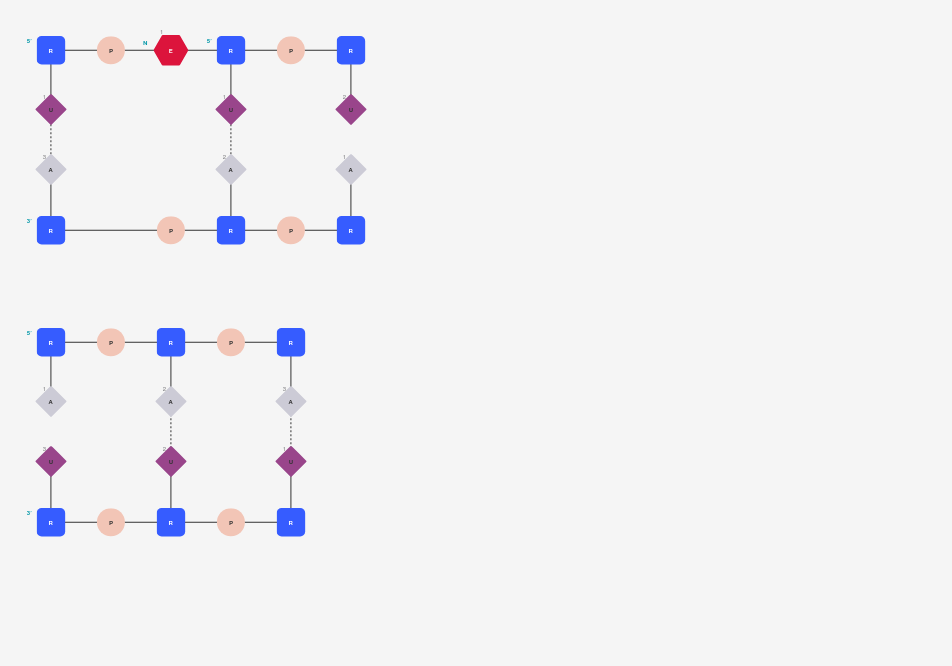 1
5' R P N E 5' R P R
1 U 1 U 2 U
3 A 2 A 1 A
3' R P R P R
5' R P R P R
1 A 2 A 3 A
3 U 2 U 1 U
3' R P R P R